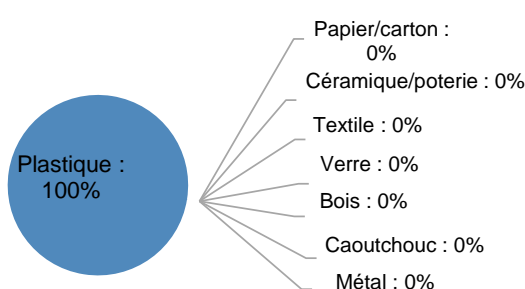 Papier/carton :
0%
Céramique/poterie : 0%
Textile : 0%
Plastique :
100%
Verre : 0%
Bois : 0%
Caoutchouc : 0%
Métal : 0%